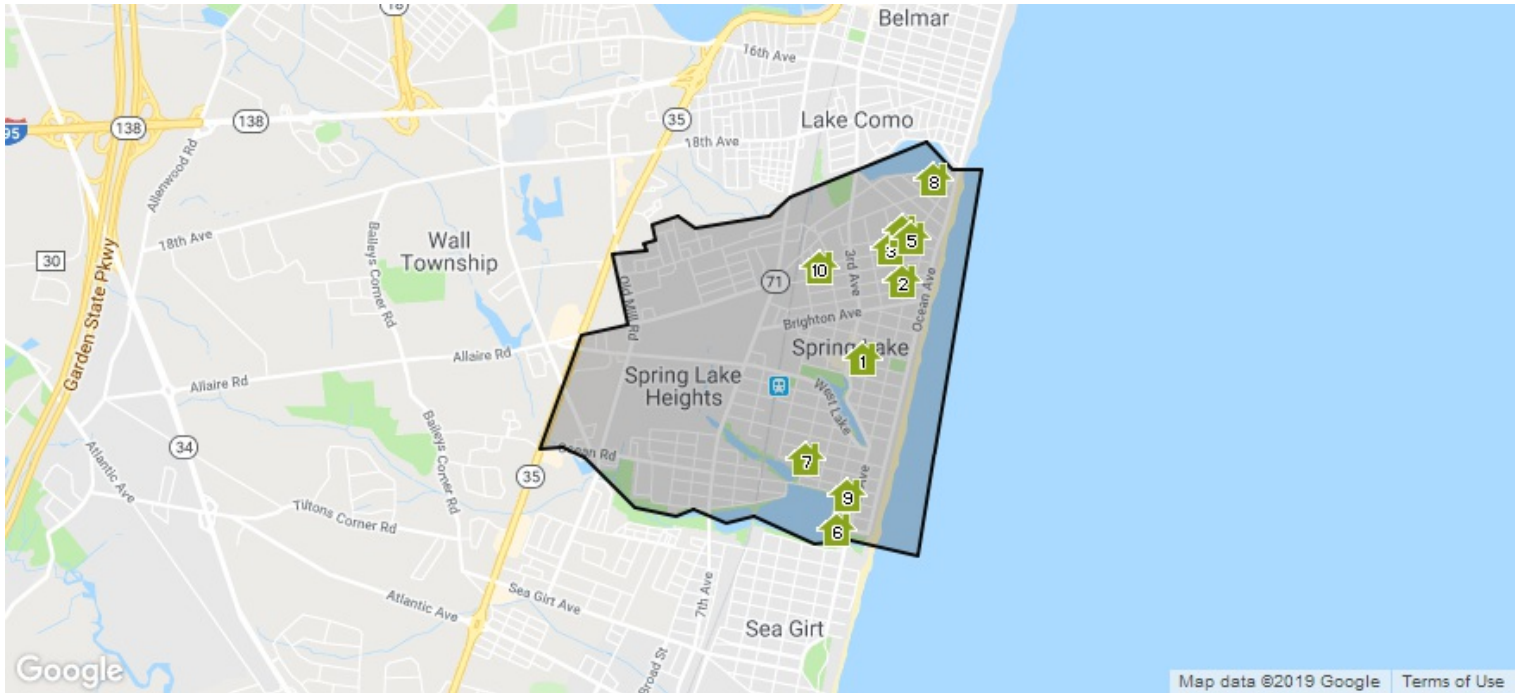 Belmar
18
16th Ave
35
Lake Como
138
138
95
18th Ave
Allenwood Rd
8
18th Ave
Baileys Corner Rd
Wall
Township
5
3
30
10
71
3rd Ave
2
Garden State Pkwy
Old Mill Rd
Ocean Ave
Brighton Ave
Spring Lake
1
Allaire Rd
Allaire Rd
Spring Lake
Heights
West Lake
Baileys Corner Rd
34
Ocean Rd
7
Atlantic Ave
35
Ave
9
Tiltons Corner Rd
6
7th Ave
Sea Girt Ave
Atlantic Ave
Sea Girt
Broad St
Google
Map data ©2019 Google
Terms of Use